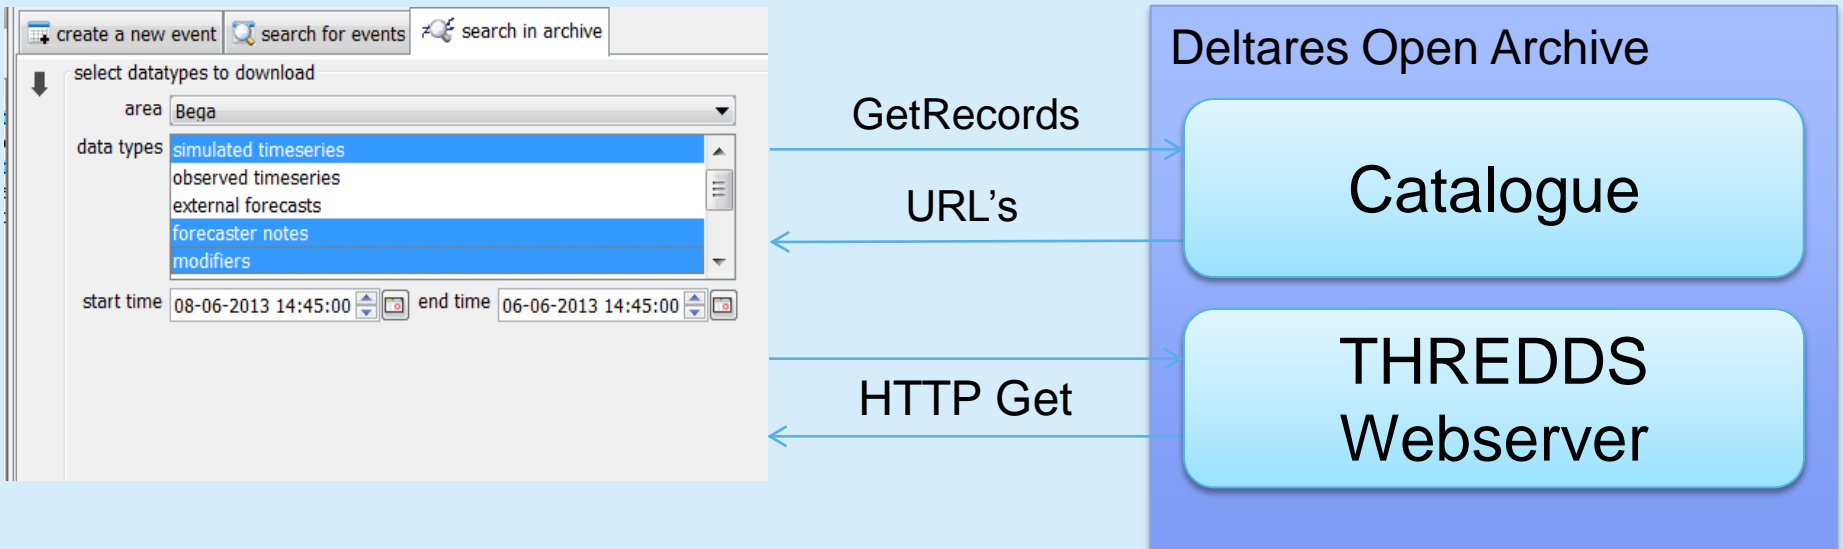 create a new event search for events search in archive
select datatypes to download
area Bega
data types simulated timeseries
observed timeseries
external forecasts
forecaster notes
modifiers
start time 08-06-2013 14:45:00 end time 06-06-2013 14:45:00
GetRecords
URL's
HTTP Get
Deltares Open Archive
Catalogue
THREDDS
Webserver